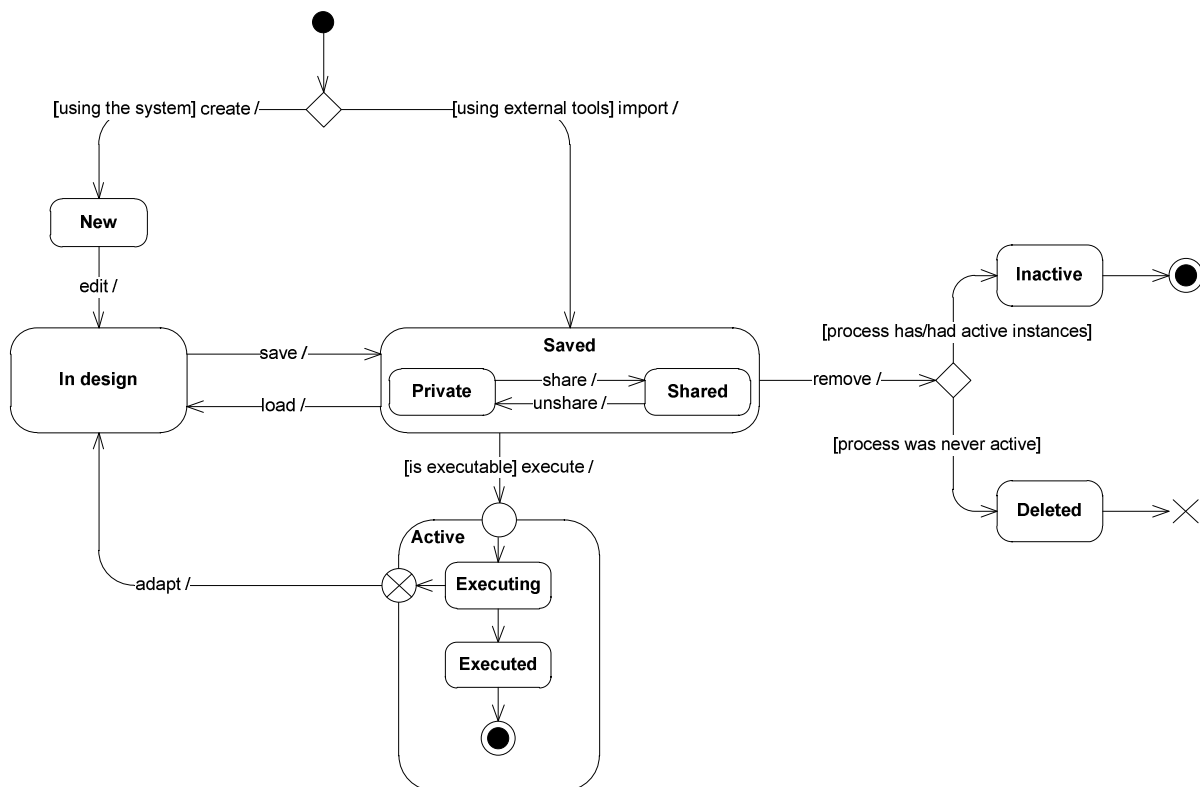 [using the system] create /
[using external tools] import /
New
edit /
Inactive
[process has/had active instances]
Saved
save /
In design
share /
Private
Shared
remove /
unshare /
load /
[process was never active]
[is executable] execute /
Deleted
Active
adapt /
Executing
Executed